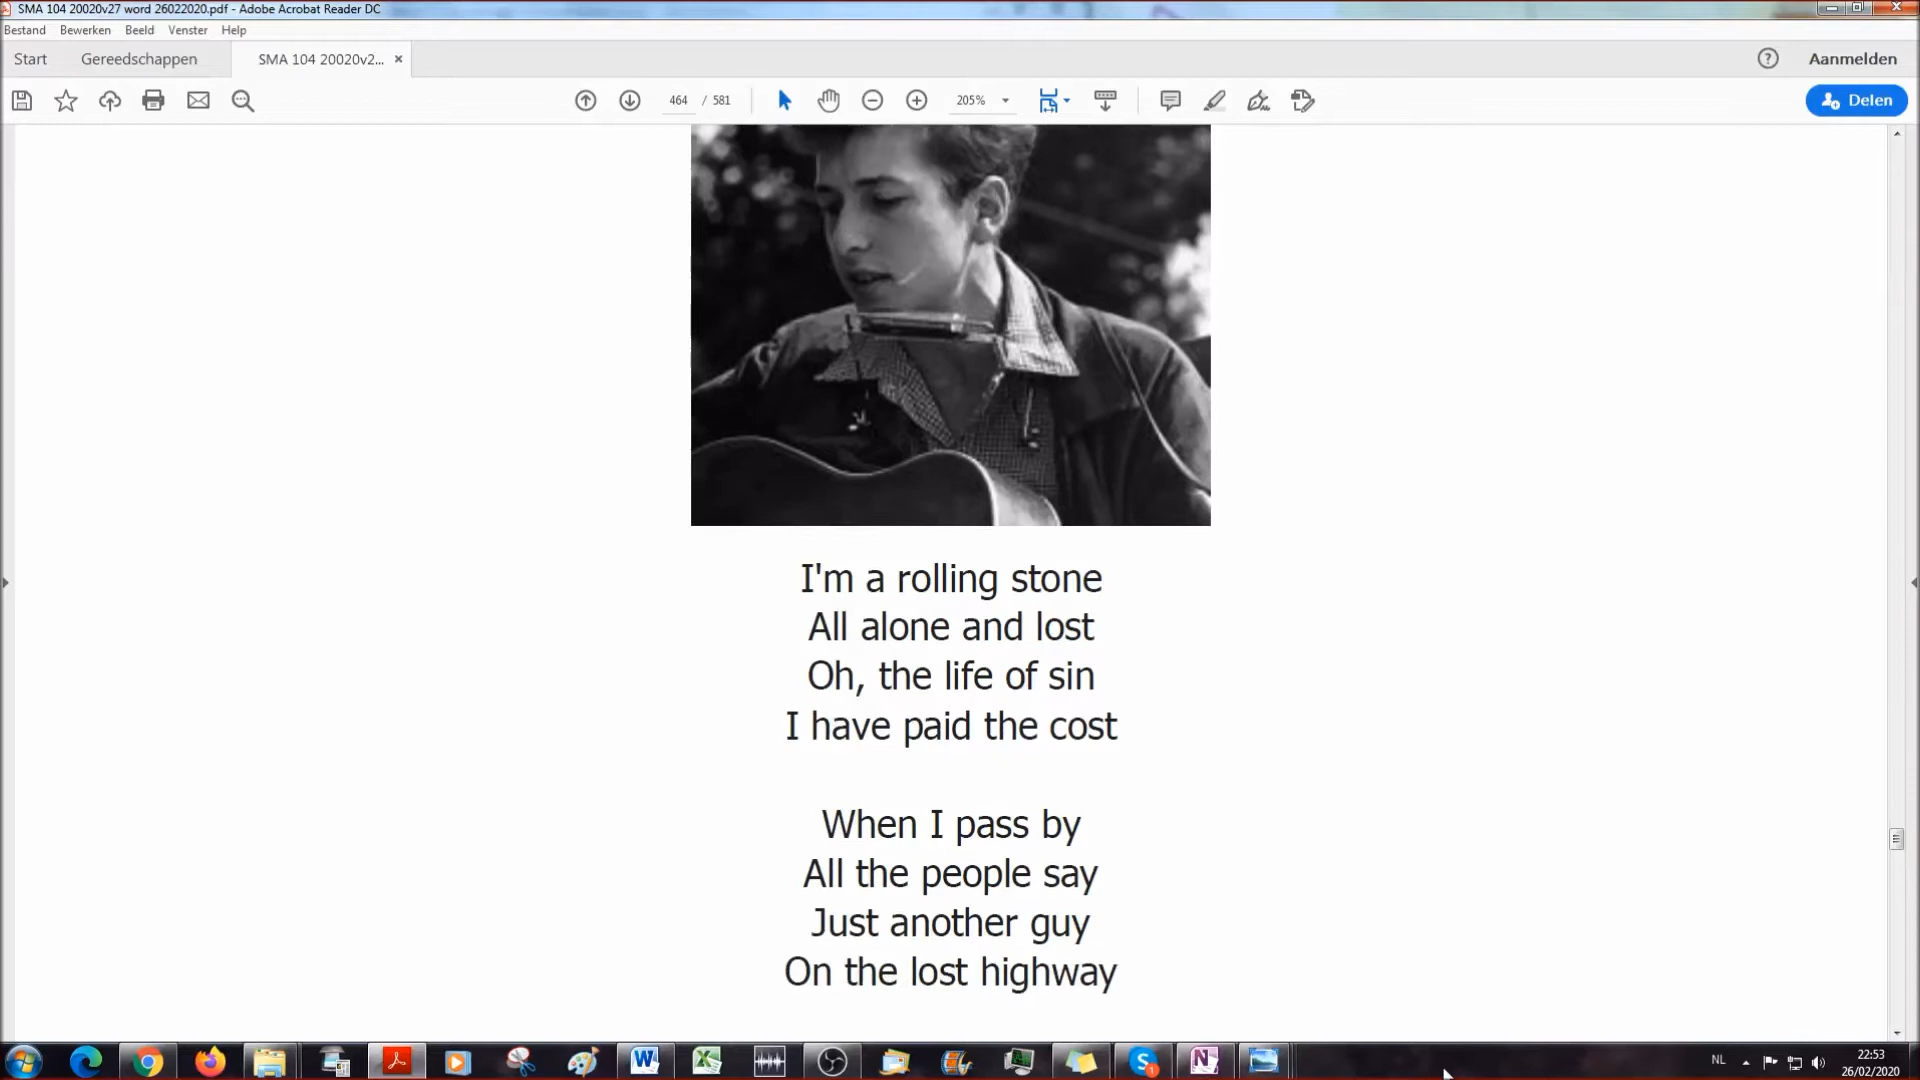 SMA 104 20020v27 word 26022020.pdf - Adobe Acrobat Reader DC
Bestand Bewerken Beeld Venster Help
Start Gereedschappen SMA 104 20020v2... × Aanmelden
464 / 581 205% Delen
I'm a rolling stone
All alone and lost
Oh, the life of sin
I have paid the cost
When I pass by
All the people say
Just another guy
On the lost highway
NL 22:53
26/02/2020